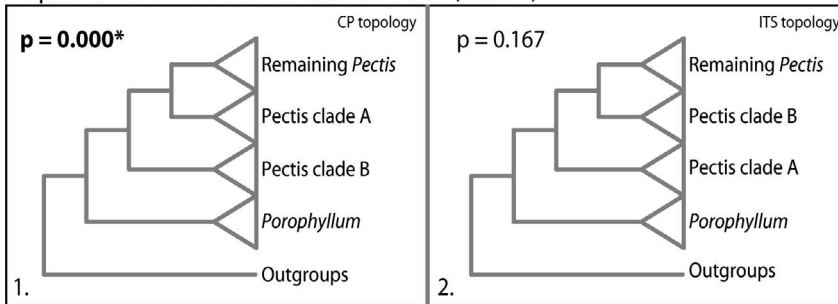 CP topology
p = 0.000*
Remaining Pectis
Pectis clade A
Pectis clade B
Porophyllum
Outgroups
1.
ITS topology
p = 0.167
Remaining Pectis
Pectis clade B
Pectis clade A
Porophyllum
Outgroups
2.